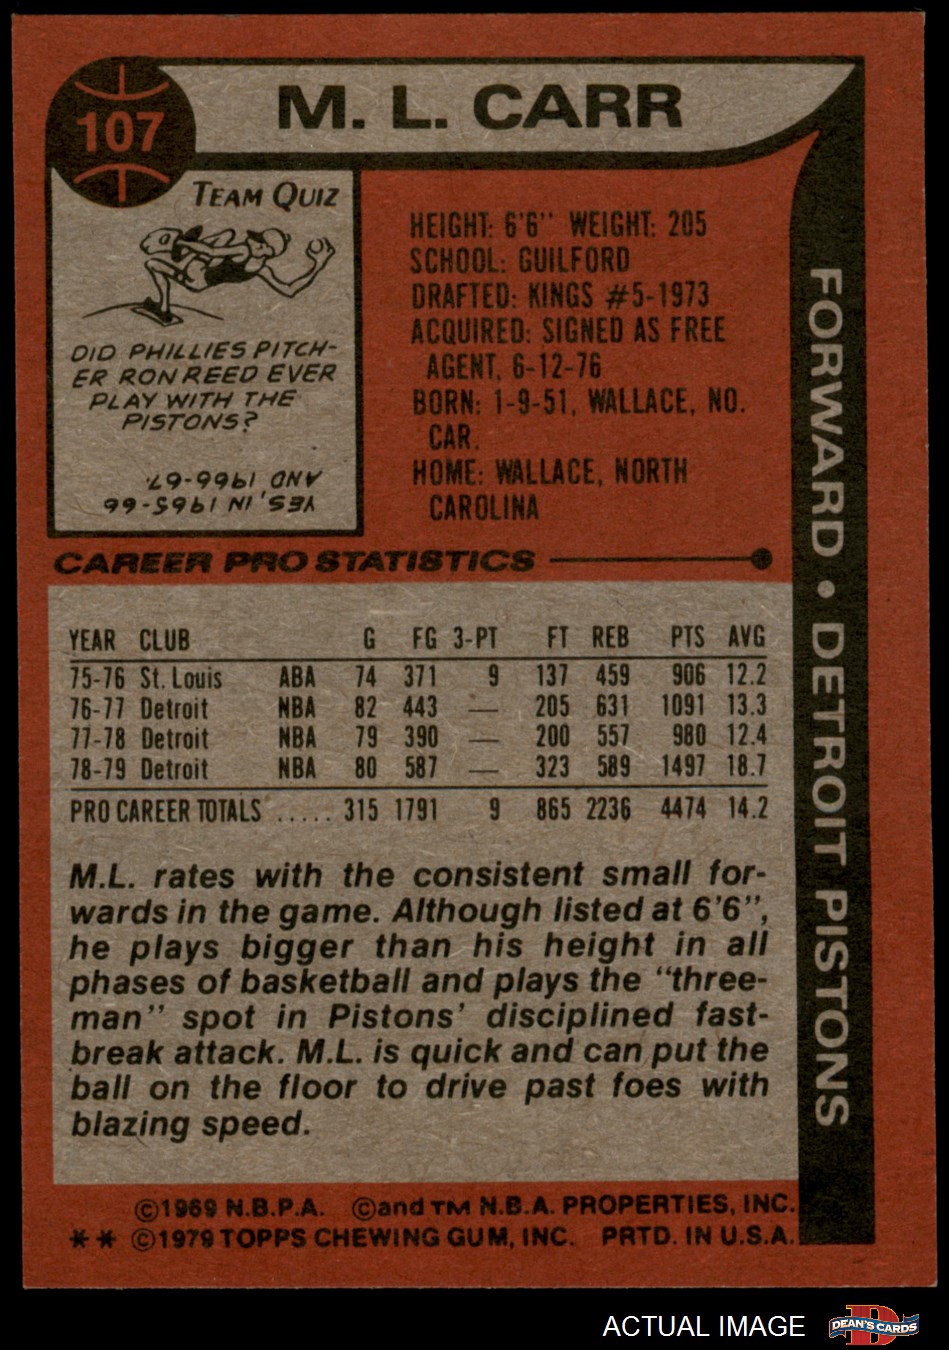 107
M. L. CARR
TEAM QUIZ
DID PHILLIES PITCH-
ER RON REED EVER
PLAY WITH THE
PISTONS?
YES, IN 1965-66
AND 1966-67.
HEIGHT: 6'6" WEIGHT: 205
SCHOOL: GUILFORD
DRAFTED: KINGS #5-1973
ACQUIRED: SIGNED AS FREE
AGENT, 6-12-76
BORN: 1-9-51, WALLACE, NO.
CAR.
HOME: WALLACE, NORTH
CAROLINA
FORWARD • DETROIT PISTONS
CAREER PRO STATISTICS
YEAR CLUB G FG 3-PT FT REB PTS AVG
75-76 St. Louis ABA 74 371 9 137 459 906 12.2
76-77 Detroit NBA 82 443 — 205 631 1091 13.3
77-78 Detroit NBA 79 390 — 200 557 980 12.4
78-79 Detroit NBA 80 587 — 323 589 1497 18.7
PRO CAREER TOTALS ..... 315 1791 9 865 2236 4474 14.2
M.L. rates with the consistent small for-
wards in the game. Although listed at 6'6",
he plays bigger than his height in all
phases of basketball and plays the "three-
man" spot in Pistons' disciplined fast-
break attack. M.L. is quick and can put the
ball on the floor to drive past foes with
blazing speed.
©1969 N.B.P.A. ©and TM N.B.A. PROPERTIES, INC.
** ©1979 TOPPS CHEWING GUM, INC. PRTD. IN U.S.A.
ACTUAL IMAGE
D
DEAN'S CARDS